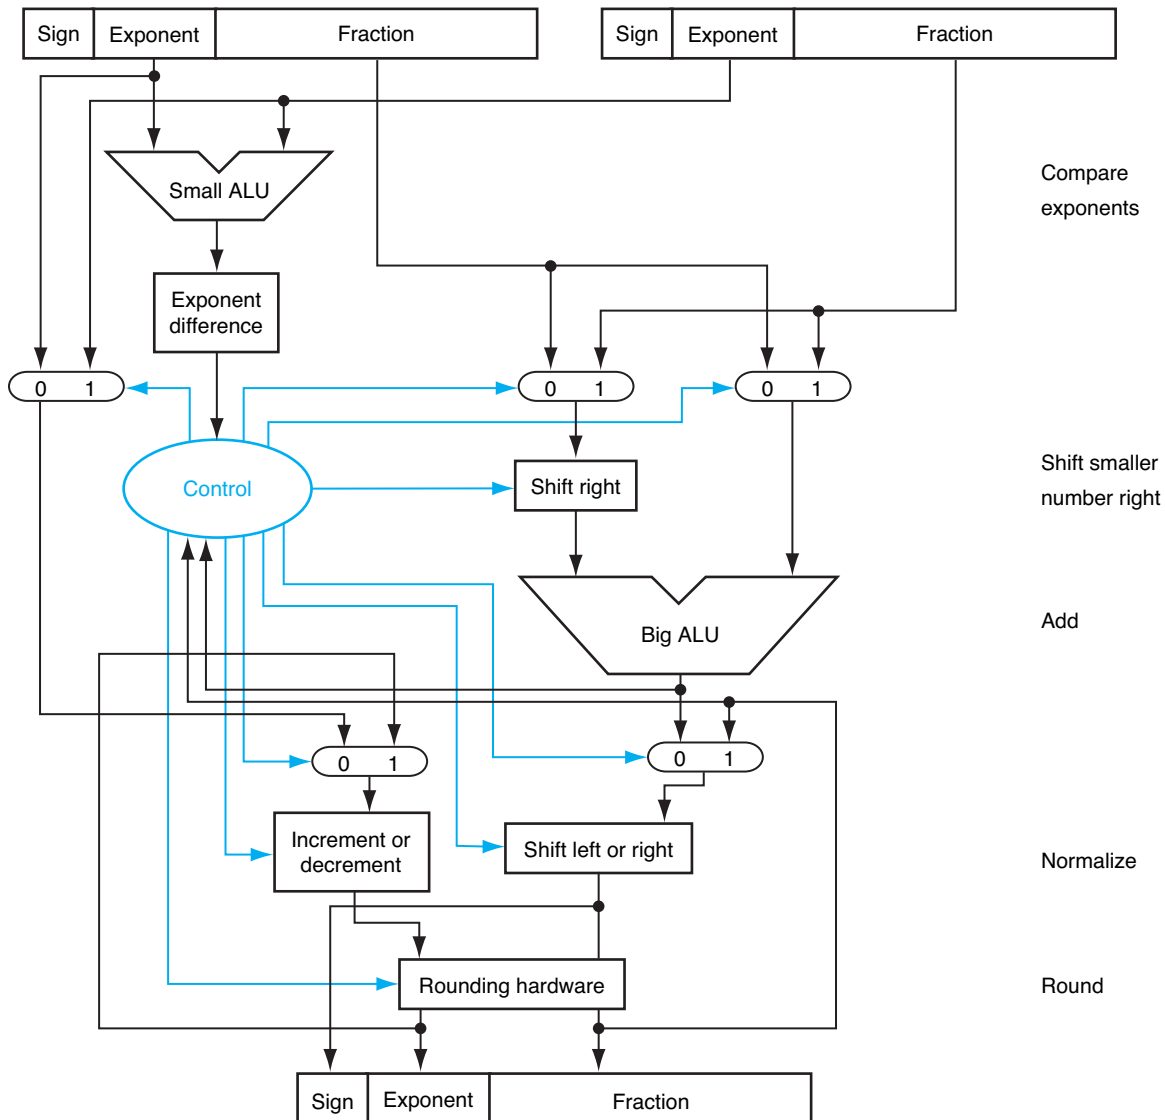 Sign Exponent Fraction Sign Exponent Fraction
Compare
exponents
Small ALU
Exponent
difference
0 1 0 1 0 1
Control
Shift right
Shift smaller
number right
Big ALU
Add
0 1 0 1
Increment or
decrement
Shift left or right
Normalize
Rounding hardware
Round
Sign Exponent Fraction